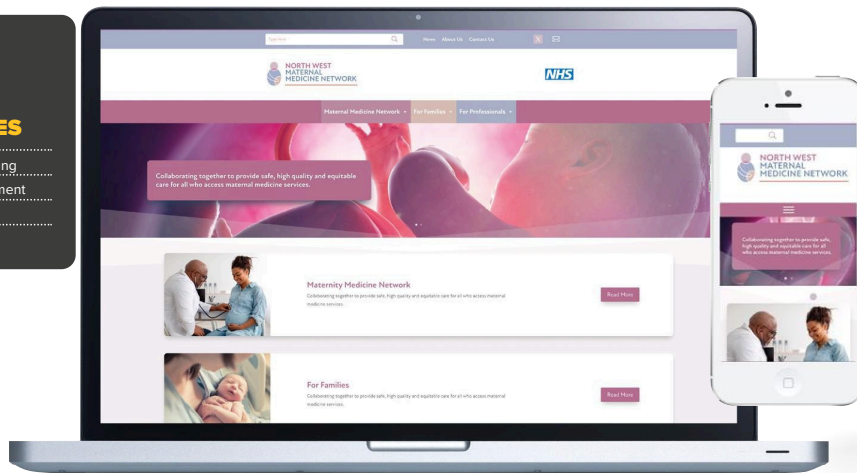 ES
ng
ment
Type here
News About Us Contact Us
NORTH WEST
MATERNAL
MEDICINE NETWORK
NHS
Maternal Medicine Network For Families For Professionals
Collaborating together to provide safe, high quality and equitable
care for all who access maternal medicine services.
Maternity Medicine Network
Collaborating together to provide safe, high quality and equitable care for all who access maternal
medicine services.
Read More
For Families
Collaborating together to provide safe, high quality and equitable care for all who access maternal
medicine services.
Read More
NORTH WEST
MATERNAL
MEDICINE NETWORK
Collaborating together to provide safe,
high quality and equitable care for all
who access maternal medicine services.